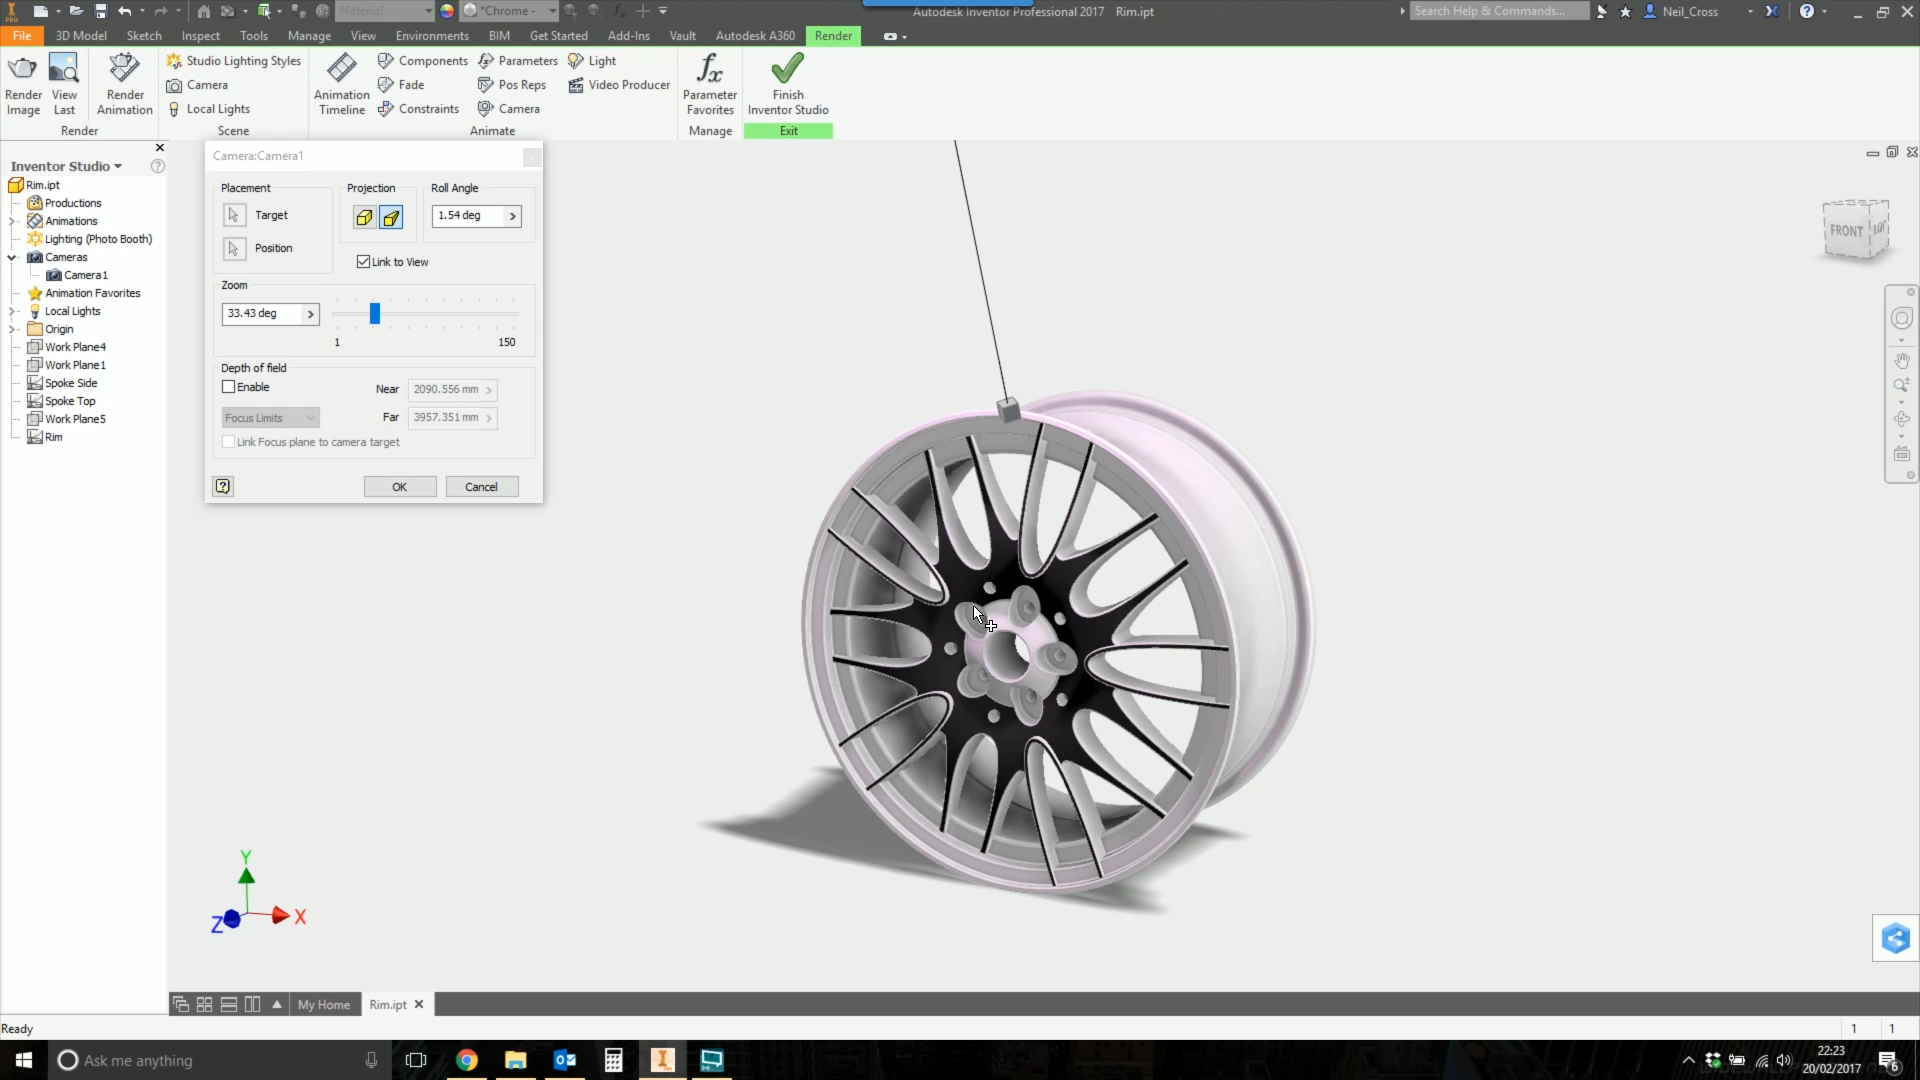 PRO
Material
*Chrome -
Autodesk Inventor Professional 2017 Rim.ipt
Search Help & Commands...
Neil_Cross
File 3D Model Sketch Inspect Tools Manage View Environments BIM Get Started Add-Ins Vault Autodesk A360 Render
Render Image
View Last
Render Animation
Render
Studio Lighting Styles
Camera
Local Lights
Scene
Animation Timeline
Components
Fade
Constraints
Parameters
Pos Reps
Camera
Light
Video Producer
Animate
fx
Parameter Favorites
Manage
Finish Inventor Studio
Exit
Inventor Studio
Rim.ipt
Productions
Animations
Lighting (Photo Booth)
Cameras
Camera1
Animation Favorites
Local Lights
Origin
Work Plane4
Work Plane1
Spoke Side
Spoke Top
Work Plane5
Rim
Camera:Camera1
Placement
Target
Position
Projection
Roll Angle
1.54 deg
Link to View
Zoom
33.43 deg
1 150
Depth of field
Enable
Near 2090.556 mm
Focus Limits
Far 3957.351 mm
Link Focus plane to camera target
OK Cancel
FRONT
Y
Z
X
My Home Rim.ipt
Ready
1 1
Ask me anything
22:23
20/02/2017
6